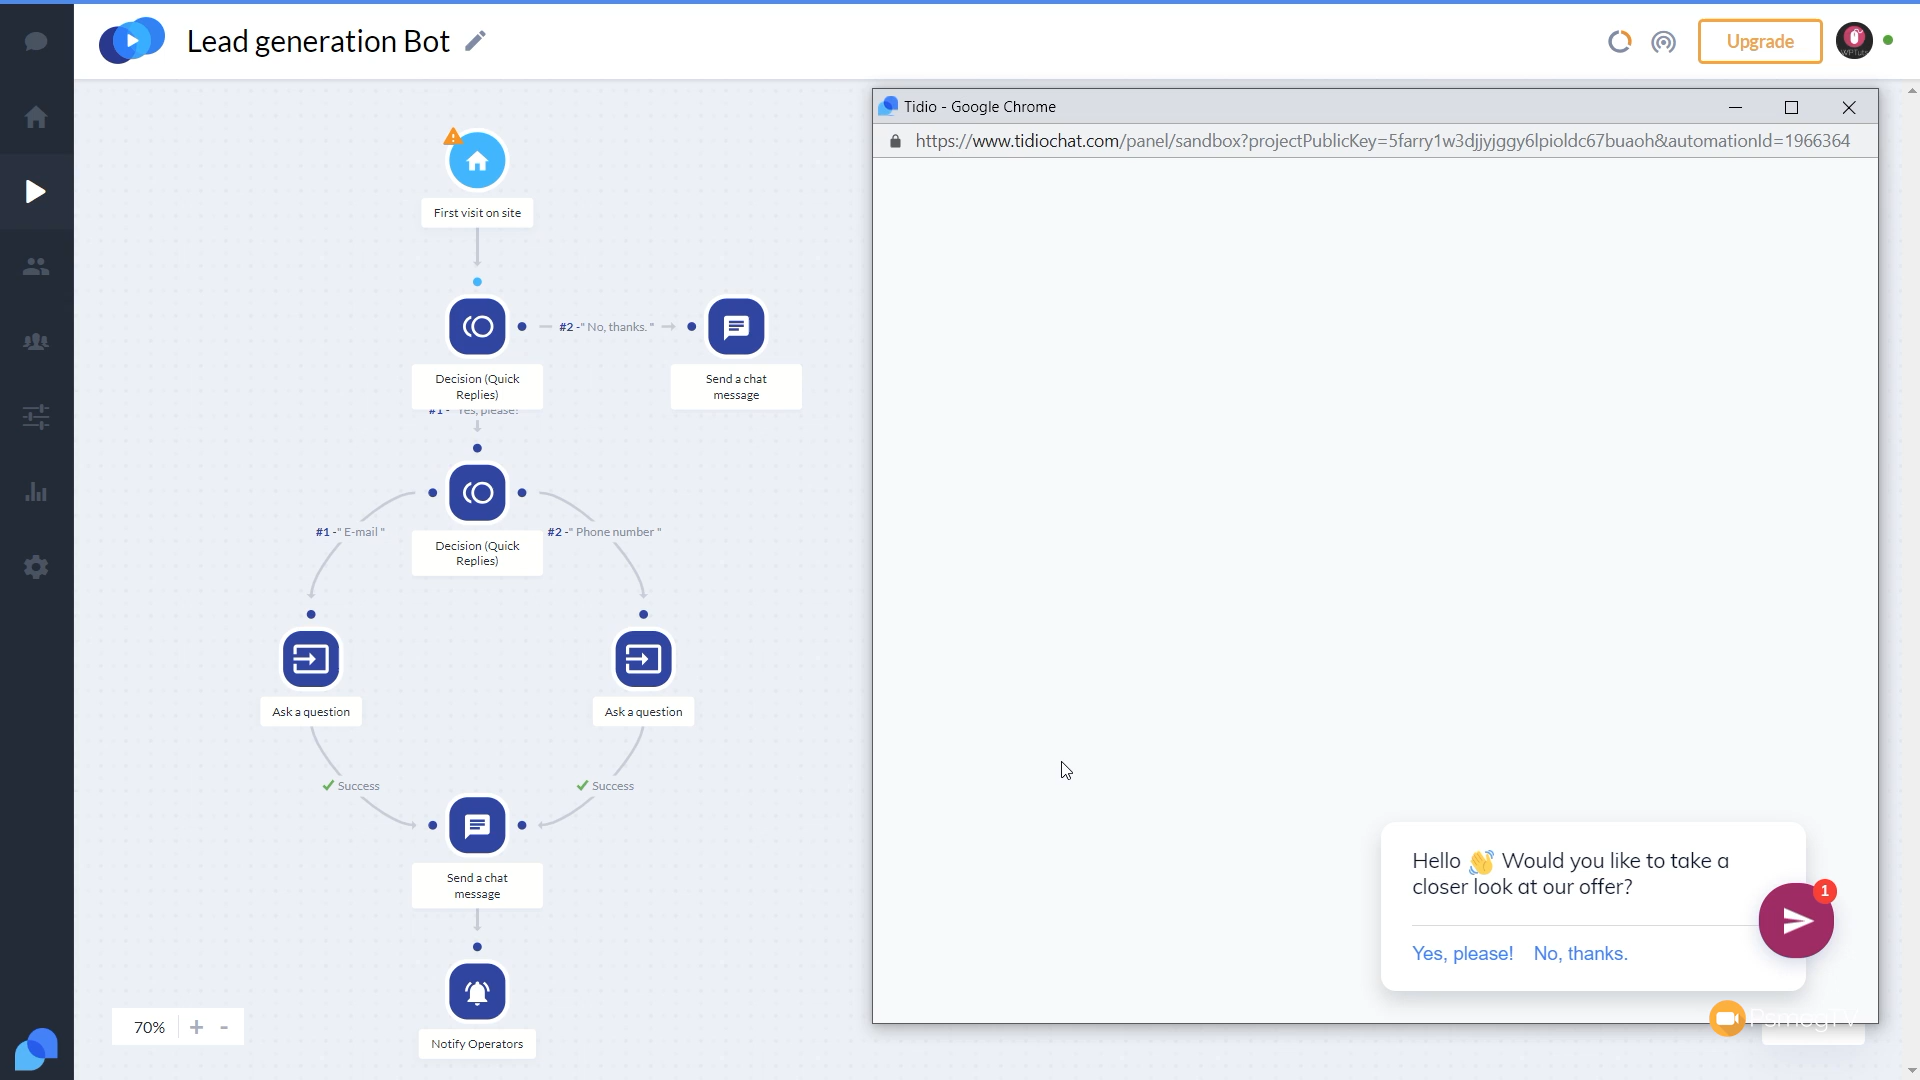 Lead generation Bot
Upgrade
Tidio - Google Chrome
https://www.tidiochat.com/panel/sandbox?projectPublicKey=5farry1w3djjyjggy6lpioldc67buaoh&automationId=1966364
First visit on site
#2 -" No, thanks. "
Decision (Quick
Replies)
Send a chat
message
#1 - " Yes, please!
#1 -" E-mail "
#2 -" Phone number "
Decision (Quick
Replies)
Ask a question
Ask a question
Success
Success
Send a chat
message
Notify Operators
70% + -
Hello 👋 Would you like to take a
closer look at our offer?
1
Yes, please! No, thanks.